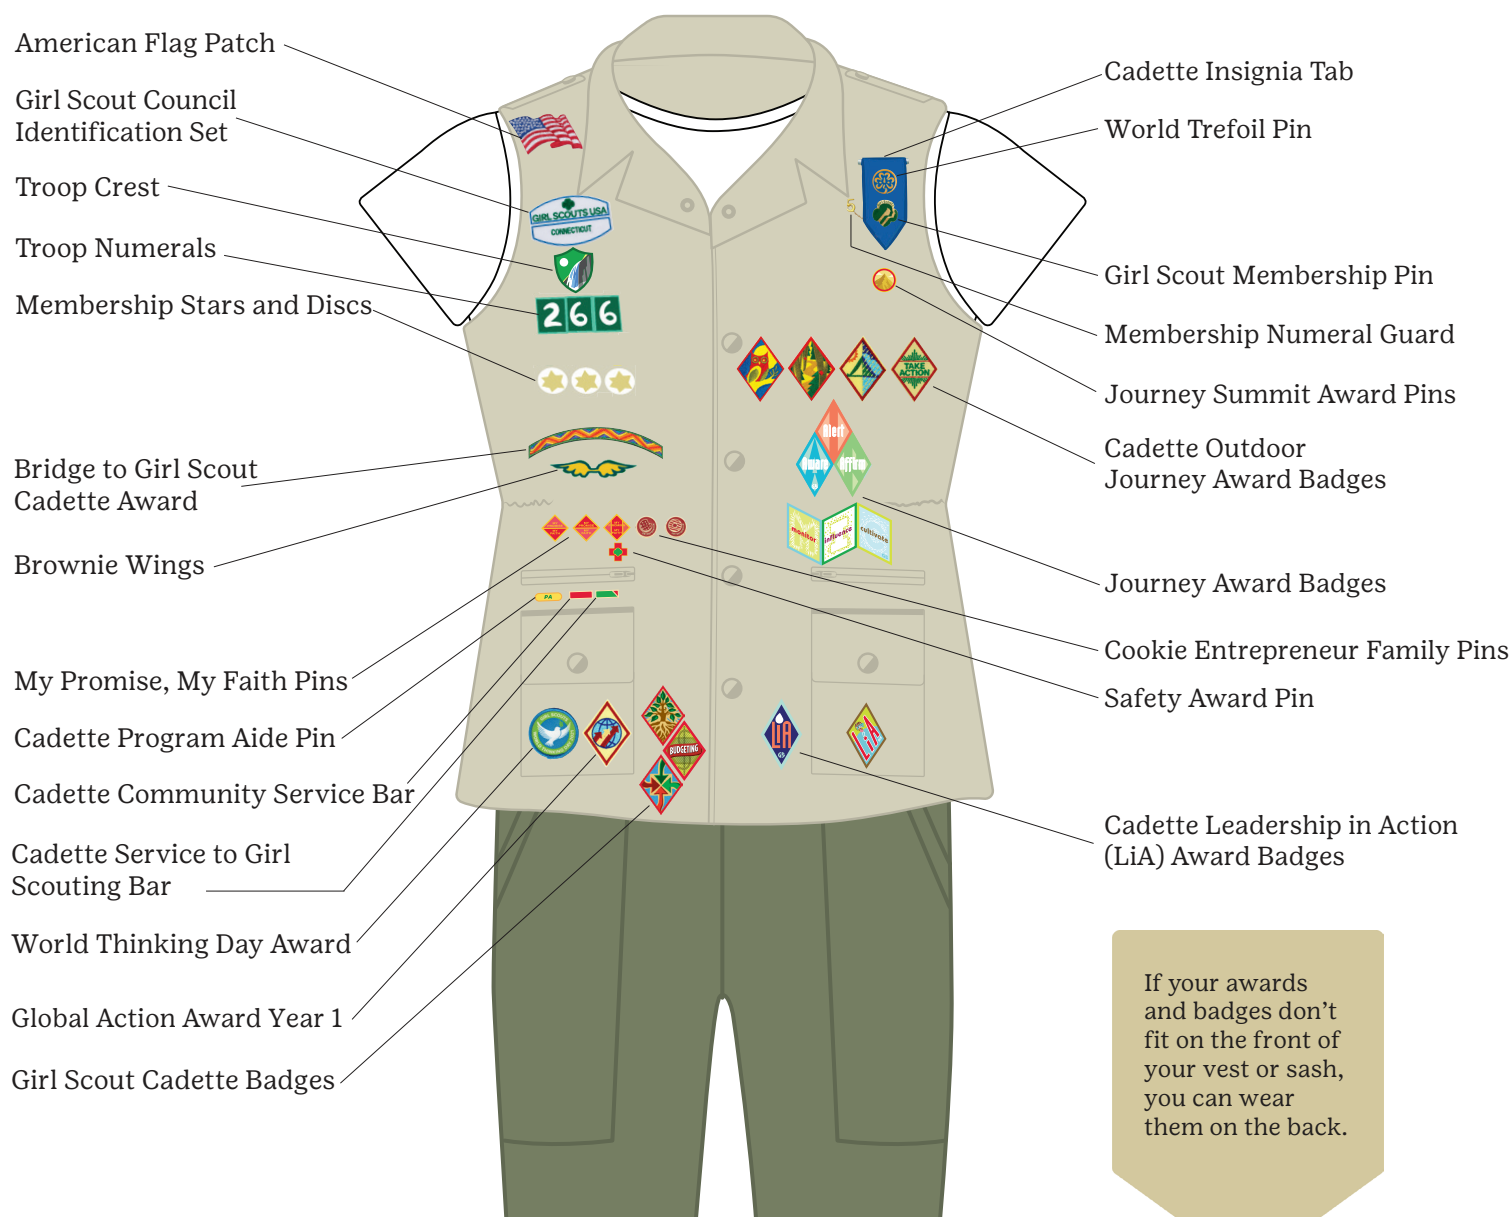 American Flag Patch
Girl Scout Council
Identification Set
Troop Crest
Troop Numerals
Membership Stars and Discs
Bridge to Girl Scout
Cadette Award
Brownie Wings
My Promise, My Faith Pins
Cadette Program Aide Pin
Cadette Community Service Bar
Cadette Service to Girl
Scouting Bar
World Thinking Day Award
Global Action Award Year 1
Girl Scout Cadette Badges
GIRL SCOUTS USA
CONNECTICUT
266
PA
BUDGETING
TAKE
ACTION
Alert
Aware
Affirm
monitor
influence
cultivate
LiA
LiA
Cadette Insignia Tab
World Trefoil Pin
Girl Scout Membership Pin
Membership Numeral Guard
Journey Summit Award Pins
Cadette Outdoor
Journey Award Badges
Journey Award Badges
Cookie Entrepreneur Family Pins
Safety Award Pin
Cadette Leadership in Action
(LiA) Award Badges
If your awards
and badges don’t
fit on the front of
your vest or sash,
you can wear
them on the back.